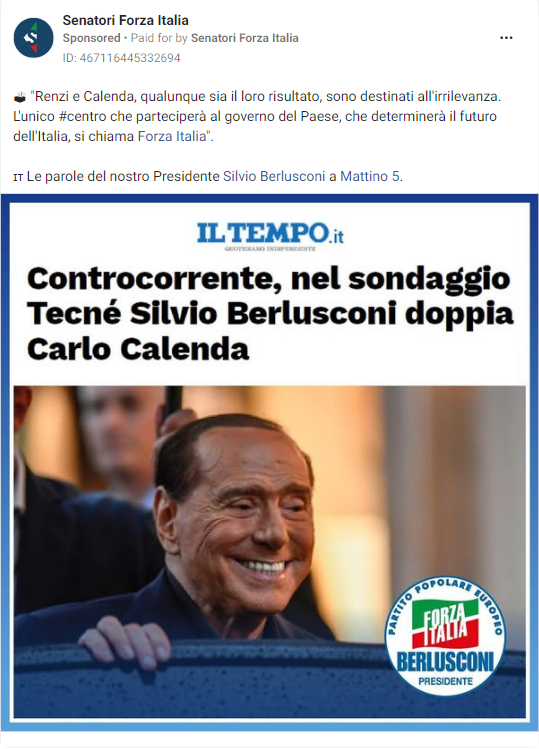 Senatori Forza Italia
Sponsored • Paid for by Senatori Forza Italia
ID: 467116445332694
🗳 "Renzi e Calenda, qualunque sia il loro risultato, sono destinati all'irrilevanza.
L'unico #centro che parteciperà al governo del Paese, che determinerà il futuro
dell'Italia, si chiama Forza Italia".
IT Le parole del nostro Presidente Silvio Berlusconi a Mattino 5.
IL TEMPO.it
QUOTIDIANO INDIPENDENTE
Controcorrente, nel sondaggio
Tecné Silvio Berlusconi doppia
Carlo Calenda
PARTITO POPOLARE EUROPEO
FORZA
ITALIA
BERLUSCONI
PRESIDENTE